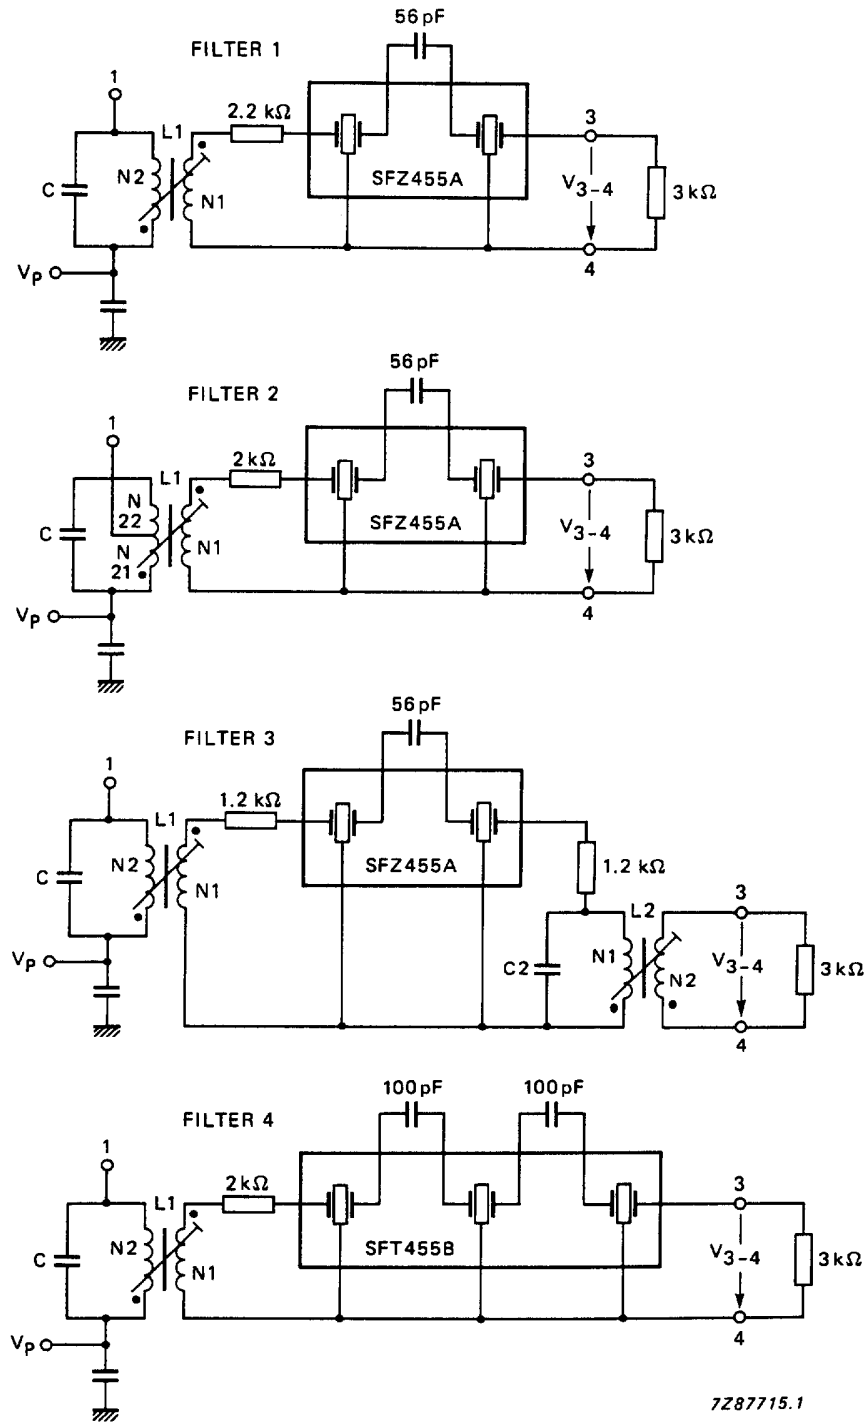 56 pF
FILTER 1
1
L1
2.2 kΩ
3
C
N2
N1
SFZ455A
V3-4
3 kΩ
VP
4
56 pF
FILTER 2
1
L1
2 kΩ
3
C
N
22
N
21
N1
SFZ455A
V3-4
3 kΩ
VP
4
56 pF
FILTER 3
1
L1
1.2 kΩ
C
N2
N1
SFZ455A
1.2 kΩ
L2
3
VP
C2
N1
N2
V3-4
3 kΩ
4
100 pF 100 pF
FILTER 4
1
L1
2 kΩ
3
C
N2
N1
SFT455B
V3-4
3 kΩ
VP
4
7Z87715.1